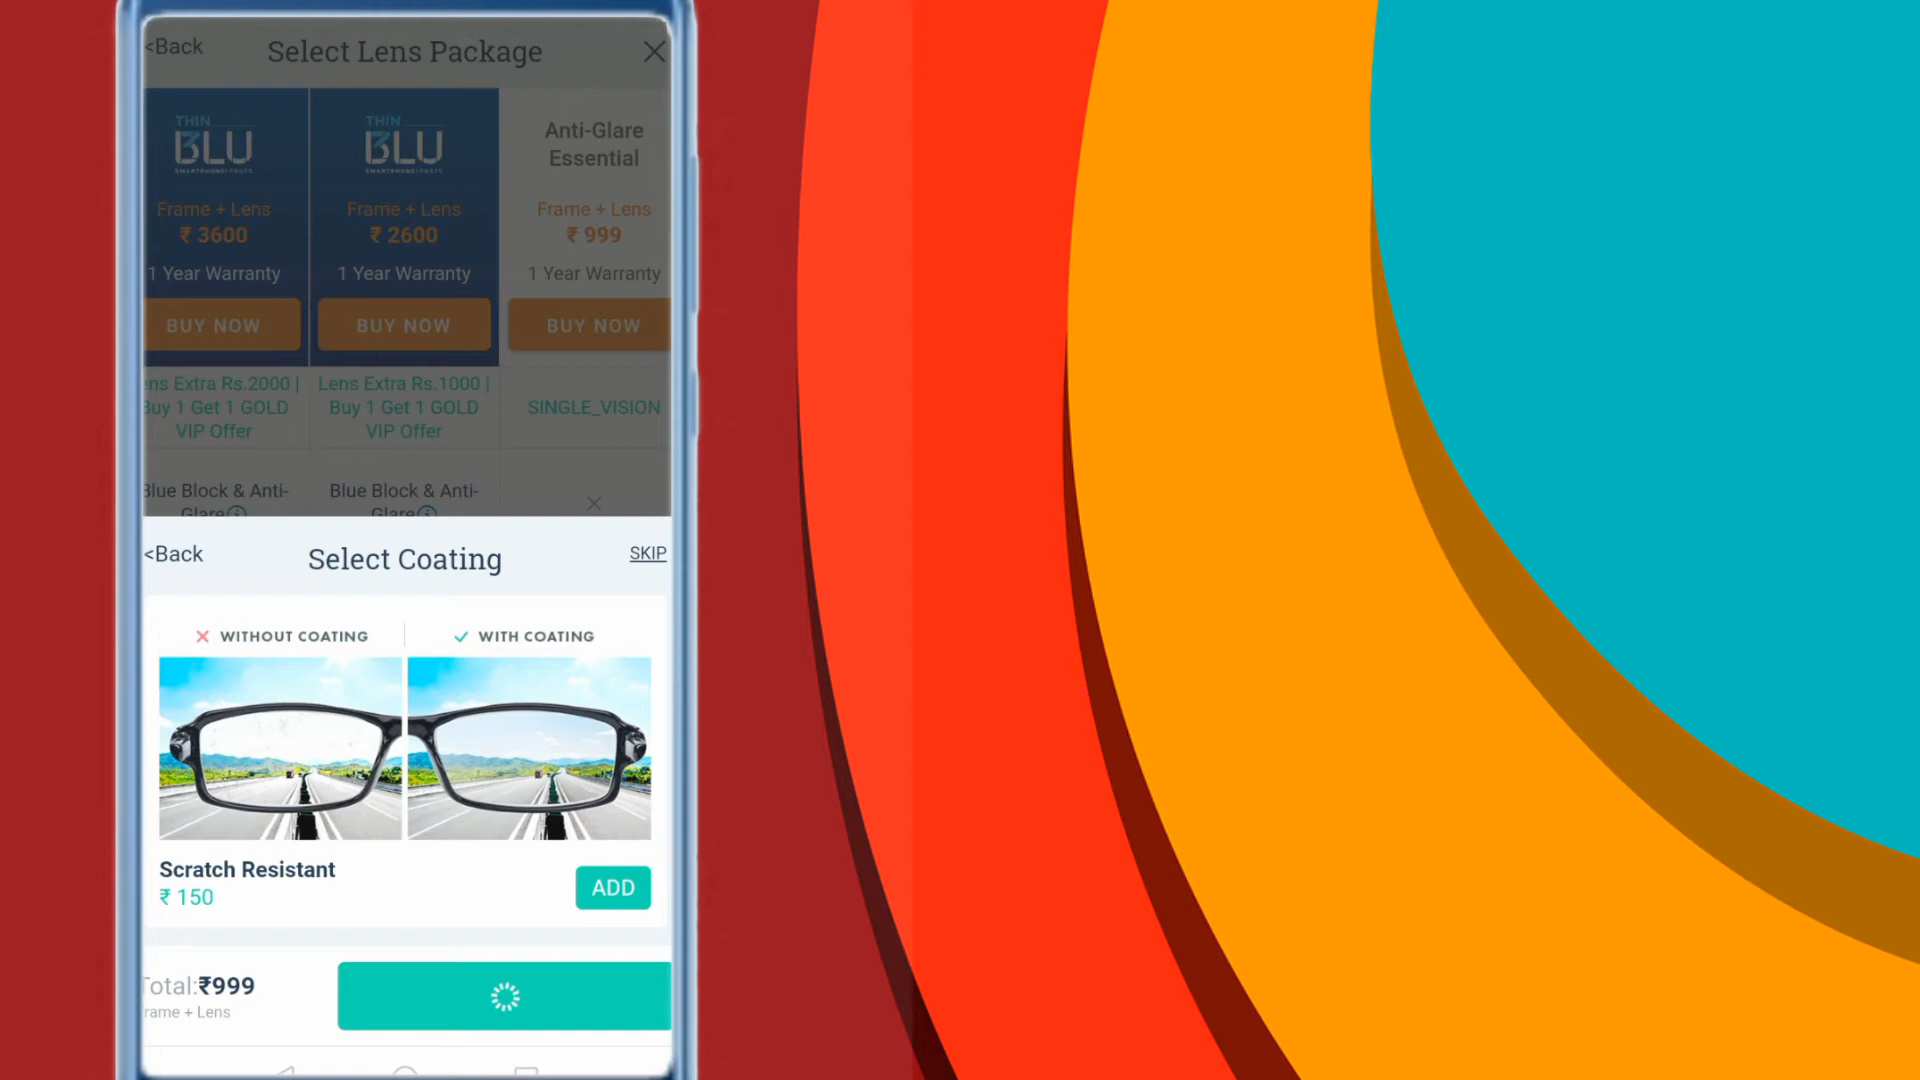 <Back
Select Lens Package
THIN
BLU
SMARTPHONE LENSES
Frame + Lens
₹ 3600
1 Year Warranty
BUY NOW
THIN
BLU
SMARTPHONE LENSES
Frame + Lens
₹ 2600
1 Year Warranty
BUY NOW
Anti-Glare
Essential
Frame + Lens
₹ 999
1 Year Warranty
BUY NOW
ens Extra Rs.2000 |
Buy 1 Get 1 GOLD
VIP Offer
Lens Extra Rs.1000 |
Buy 1 Get 1 GOLD
VIP Offer
SINGLE_VISION
Blue Block & Anti-
Glare
Blue Block & Anti-
Glare
<Back
Select Coating
SKIP
WITHOUT COATING
WITH COATING
Scratch Resistant
₹ 150
ADD
Total:₹999
rame + Lens